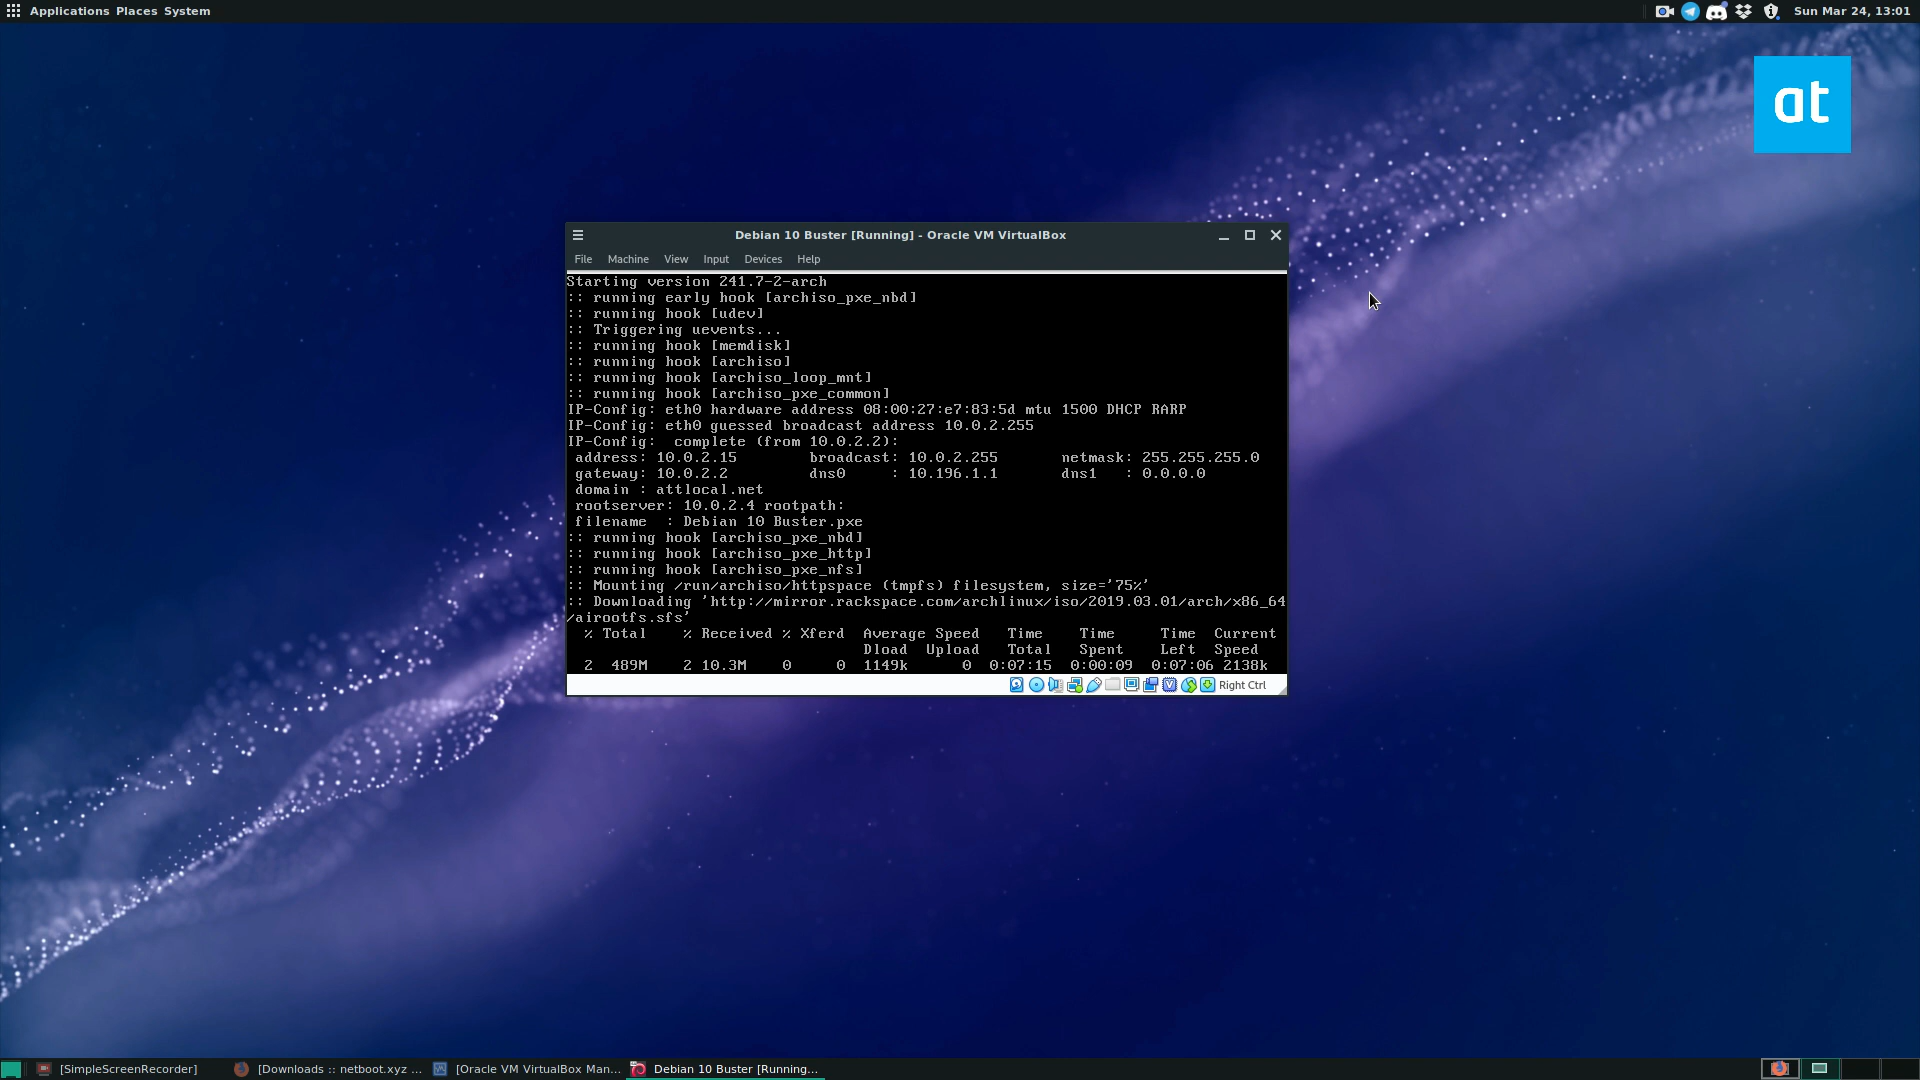 Applications Places System
Sun Mar 24, 13:01
at
Debian 10 Buster [Running] - Oracle VM VirtualBox
File Machine View Input Devices Help
Starting version 241.7-2-arch
:: running early hook [archiso_pxe_nbd]
:: running hook [udev]
:: Triggering uevents...
:: running hook [memdisk]
:: running hook [archiso]
:: running hook [archiso_loop_mnt]
:: running hook [archiso_pxe_common]
IP-Config: eth0 hardware address 08:00:27:e7:83:5d mtu 1500 DHCP RARP
IP-Config: eth0 guessed broadcast address 10.0.2.255
IP-Config:  complete (from 10.0.2.2):
address: 10.0.2.15 broadcast: 10.0.2.255 netmask: 255.255.255.0
gateway: 10.0.2.2 dns0 : 10.196.1.1 dns1 : 0.0.0.0
domain : attlocal.net
rootserver: 10.0.2.4 rootpath:
filename : Debian 10 Buster.pxe
:: running hook [archiso_pxe_nbd]
:: running hook [archiso_pxe_http]
:: running hook [archiso_pxe_nfs]
:: Mounting /run/archiso/httpspace (tmpfs) filesystem, size='75%'
:: Downloading 'http://mirror.rackspace.com/archlinux/iso/2019.03.01/arch/x86_64
/airootfs.sfs'
% Total % Received % Xferd Average Speed Time Time Time Current
Dload Upload Total Spent Left Speed
2 489M 2 10.3M 0 0 1149k 0 0:07:15 0:00:09 0:07:06 2138k
Right Ctrl
[SimpleScreenRecorder] [Downloads :: netboot.xyz ... [Oracle VM VirtualBox Man... Debian 10 Buster [Running...